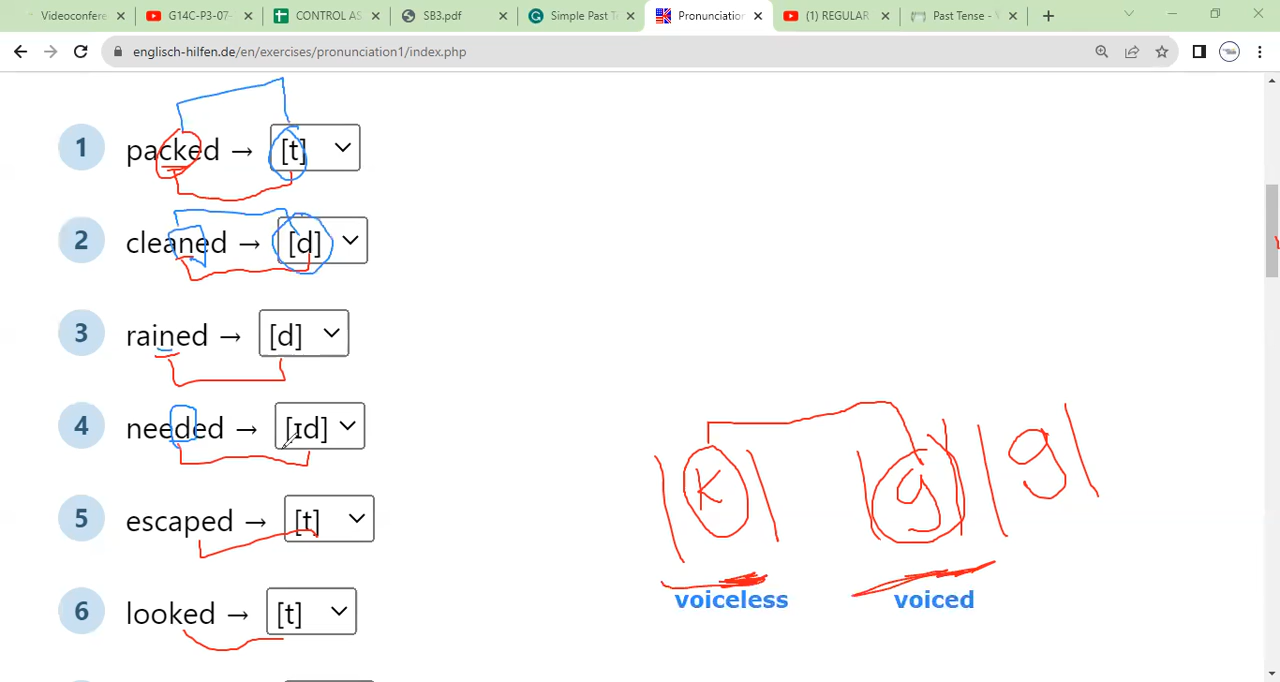 Videoconfere
G14C-P3-07-
CONTROL AS
SB3.pdf
Simple Past T
Pronunciation
(1) REGULAR
Past Tense -
englisch-hilfen.de/en/exercises/pronunciation1/index.php
1 packed → [t]
2 cleaned → [d]
3 rained → [d]
4 needed → [ɪd]
5 escaped → [t]
6 looked → [t]
|k| |g| |g|
voiceless voiced